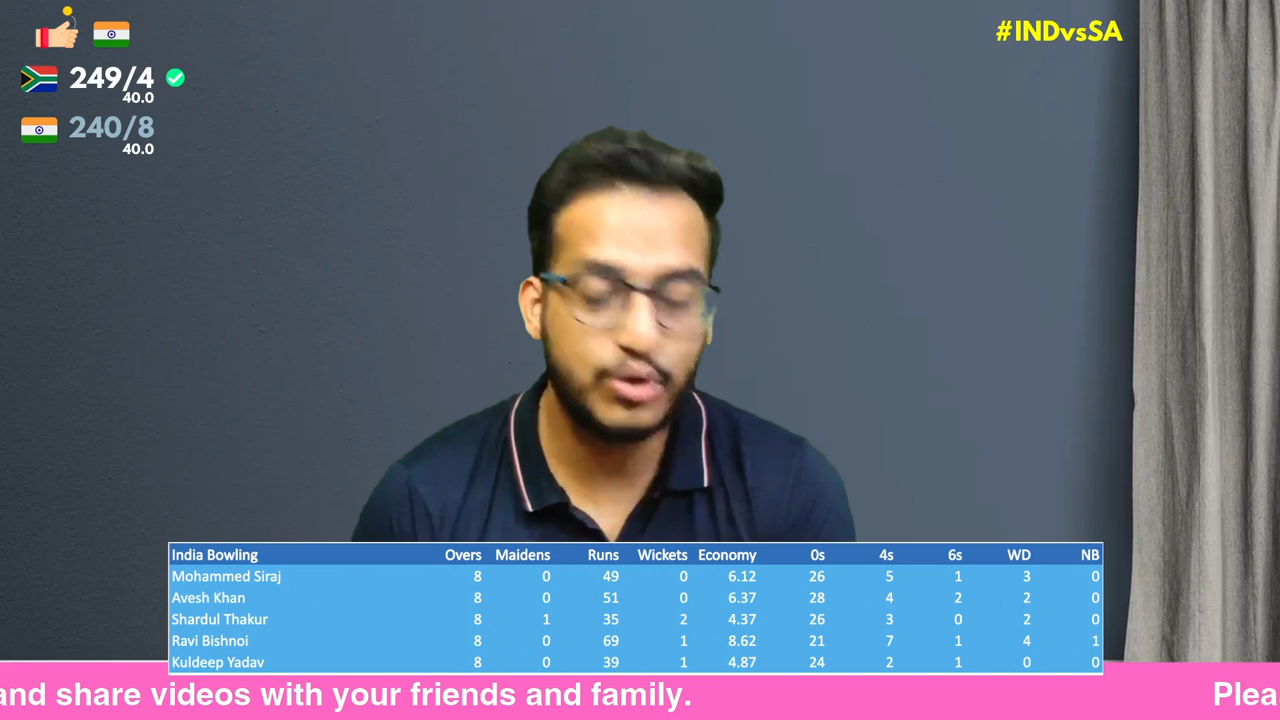 #INDvsSA
249/4
40.0
240/8
40.0
India Bowling Overs Maidens Runs Wickets Economy 0s 4s 6s WD NB
Mohammed Siraj 8 0 49 0 6.12 26 5 1 3 0
Avesh Khan 8 0 51 0 6.37 28 4 2 2 0
Shardul Thakur 8 1 35 2 4.37 26 3 0 2 0
Ravi Bishnoi 8 0 69 1 8.62 21 7 1 4 1
Kuldeep Yadav 8 0 39 1 4.87 24 2 1 0 0
and share videos with your friends and family. Plea